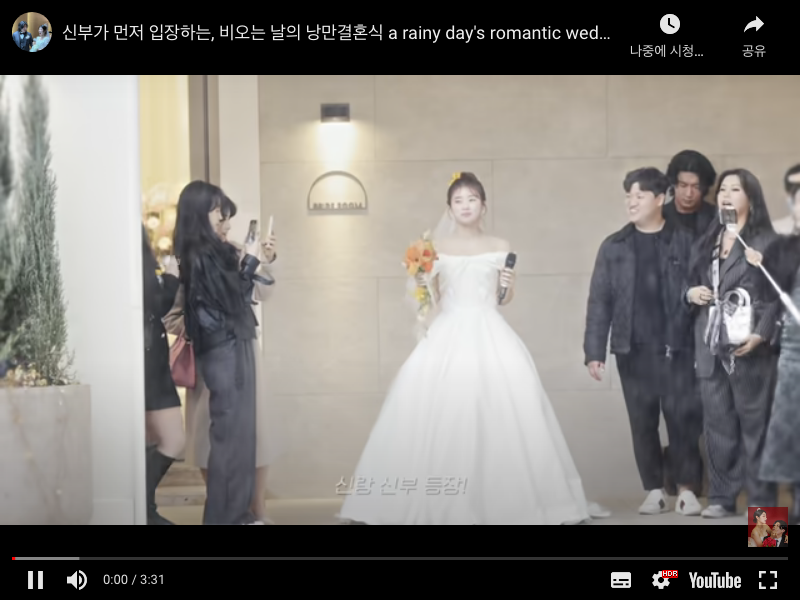 신부가 먼저 입장하는, 비오는 날의 낭만결혼식 a rainy day's romantic wed...
나중에 시청...
공유
신랑 신부 등장!
0:00 / 3:31
HDR
YouTube